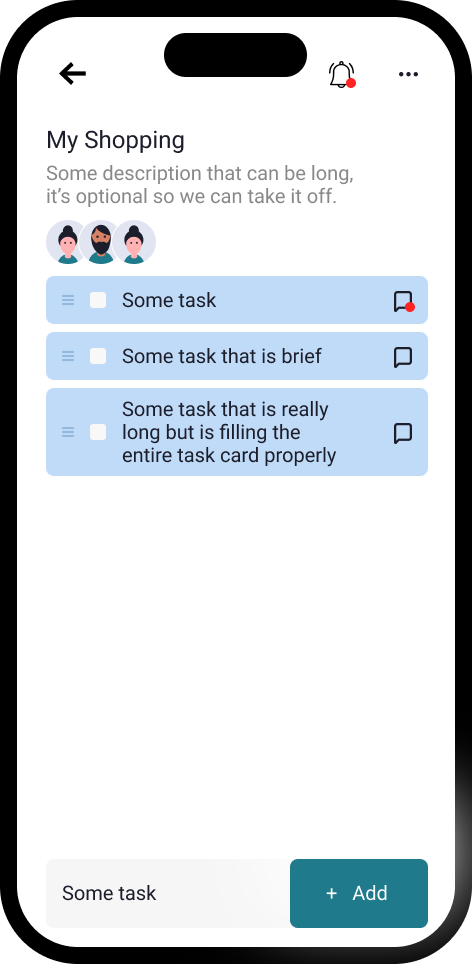 My Shopping
Some description that can be long,
it’s optional so we can take it off.
Some task
Some task that is brief
Some task that is really
long but is filling the
entire task card properly
Some task
+ Add